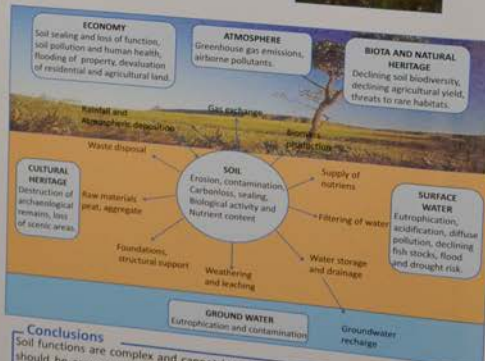 ECONOMY
Soil sealing and loss of function,
soil pollution and human health,
flooding of property, devaluation
of residential and agricultural land.
ATMOSPHERE
Greenhouse gas emissions,
airborne pollutants.
BIOTA AND NATURAL
HERITAGE
Declining soil biodiversity,
declining agricultural yield,
threats to rare habitats.
Rainfall and
Atmospheric deposition
Gas exchange
Biomass
production
Waste disposal
SOIL
Erosion, contamination,
Carbonloss, sealing,
Biological activity and
Nutrient content
Supply of
nutriens
CULTURAL
HERITAGE
Destruction of
archaeological
remains, loss
of scenic areas.
Raw materials
peat, aggregate
Filtering of water
SURFACE
WATER
Eutrophication,
acidification, diffuse
pollution, declining
fish stocks, flood
and drought risk.
Foundations,
structural support
Weathering
and leaching
Water storage
and drainage
GROUND WATER
Eutrophication and contamination
Groundwater
recharge
Conclusions
Soil functions are complex and
should be